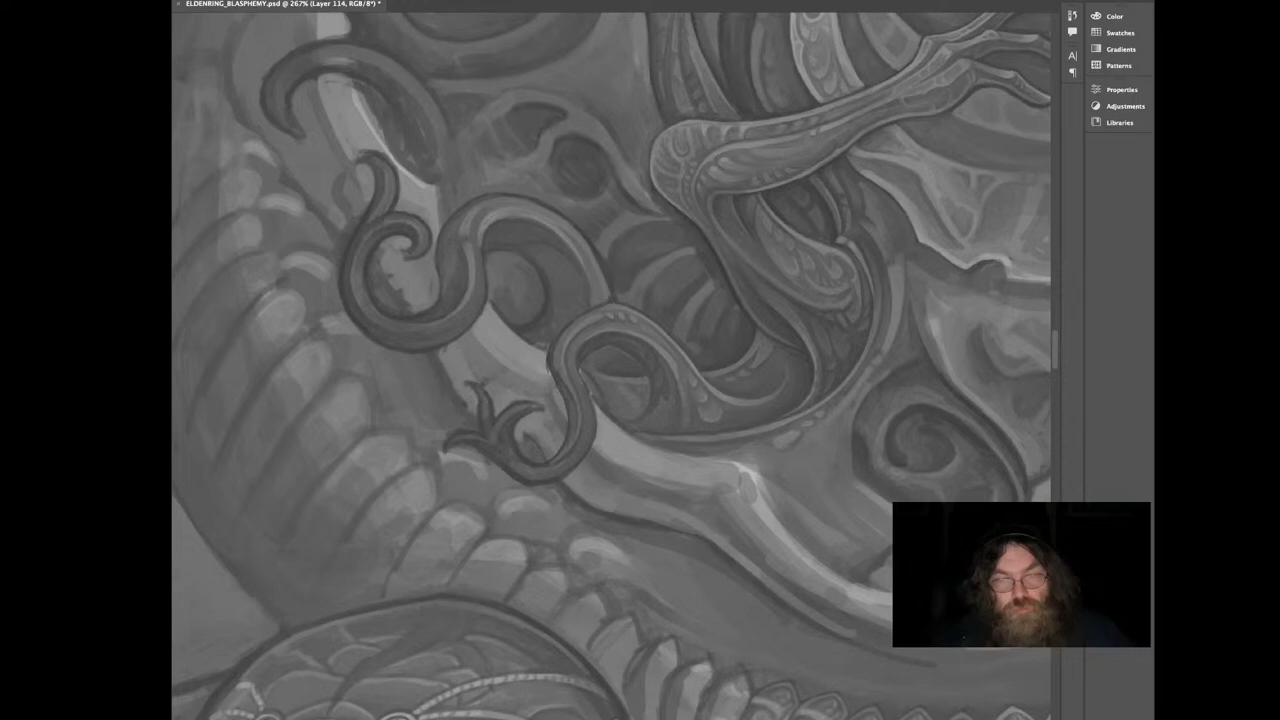 × ELDENRING_BLASPHEMY.psd @ 267% (Layer 114, RGB/8*) *
Color
Swatches
A|
Gradients
Patterns
¶
Properties
Adjustments
Libraries